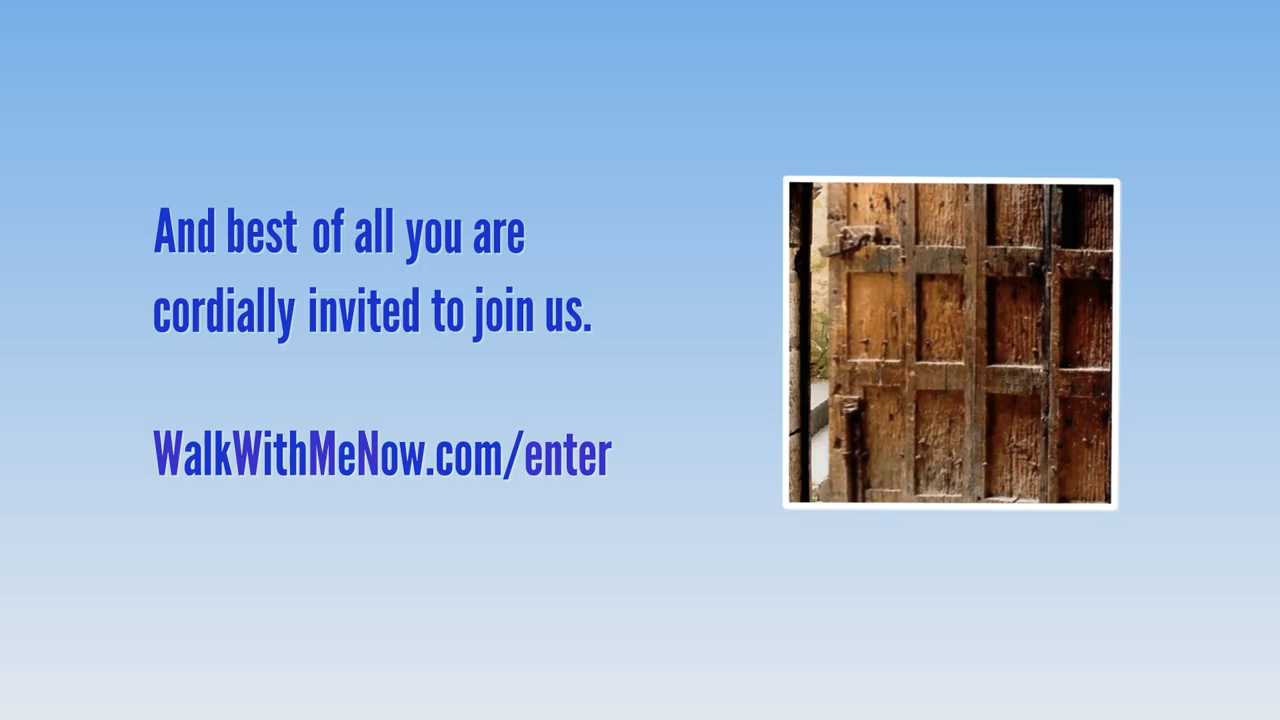 And best of all you are
cordially invited to join us.
WalkWithMeNow.com/enter